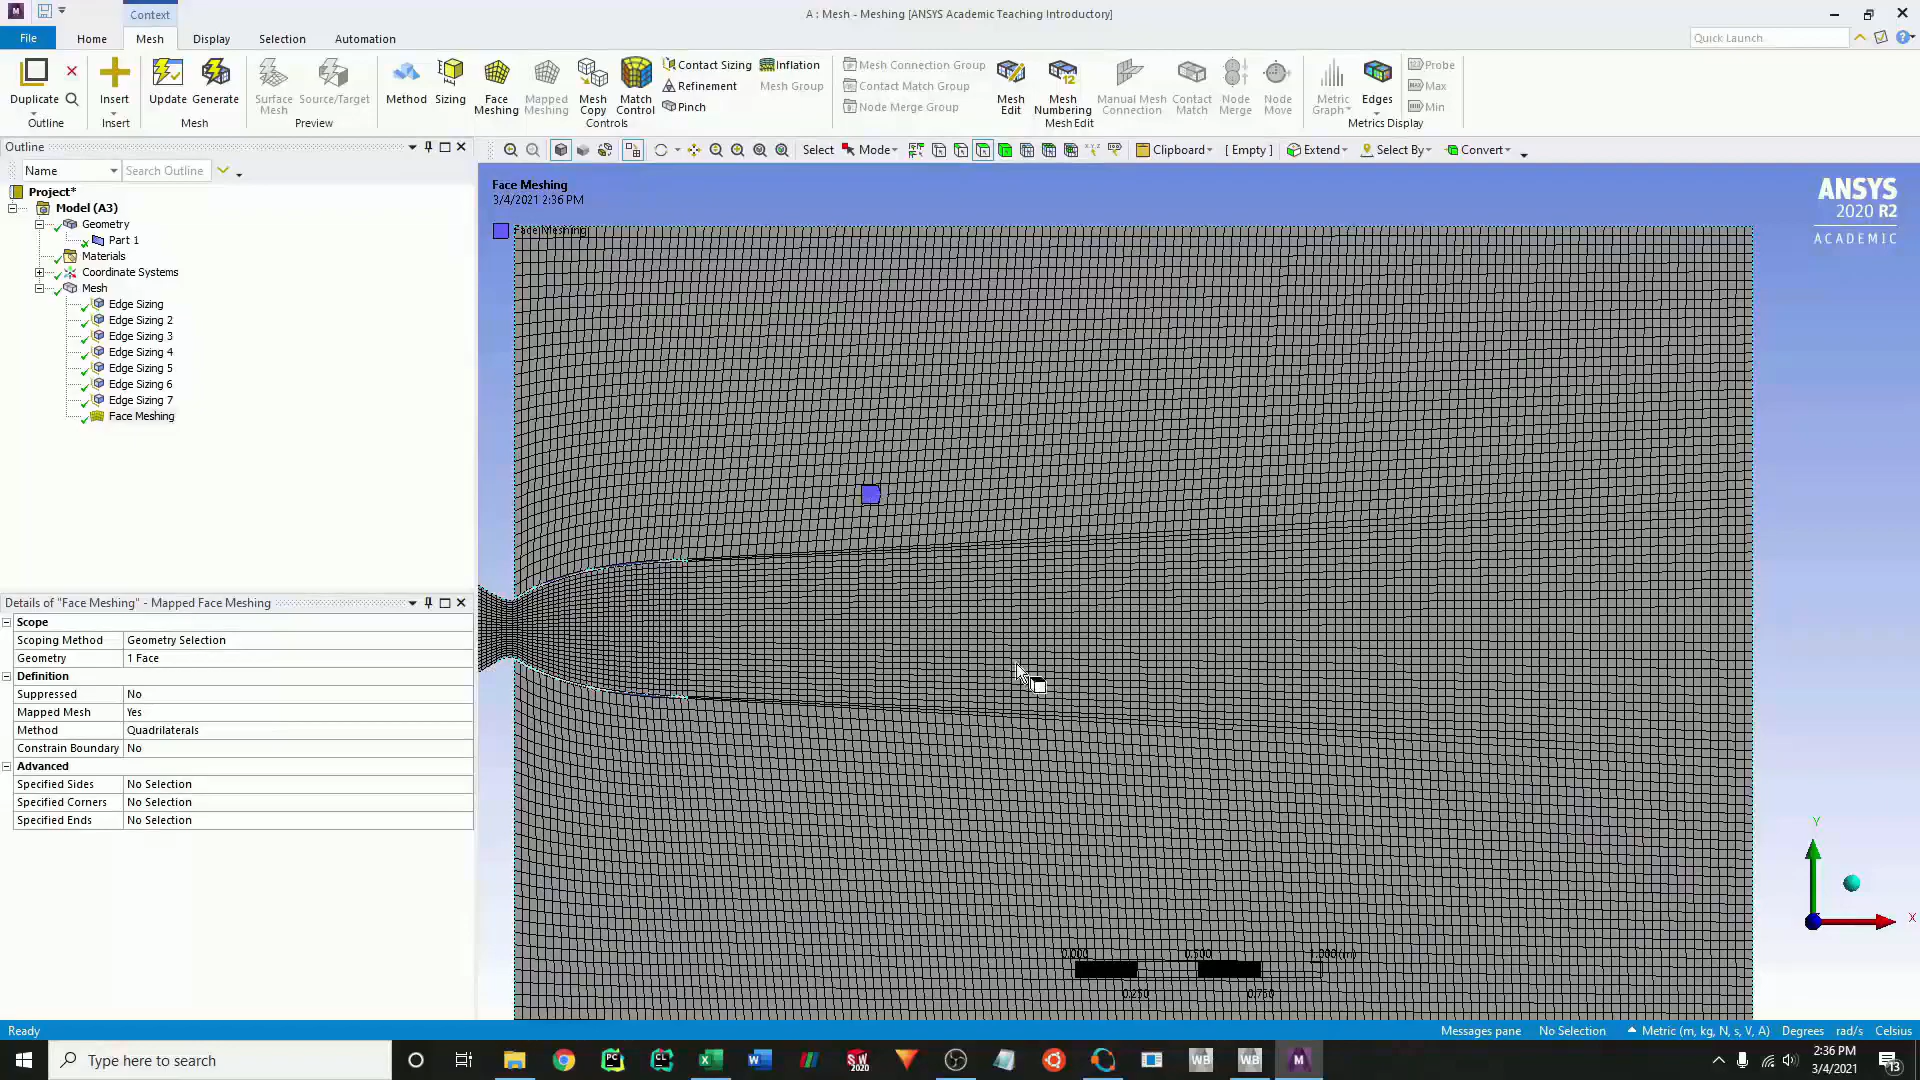 Context
A : Mesh - Meshing [ANSYS Academic Teaching Introductory]
File Home Mesh Display Selection Automation
Quick Launch
Duplicate
Outline
Insert
Insert
Update Generate
Mesh
Surface Mesh Source/Target
Preview
Method Sizing Face Meshing Mapped Meshing Mesh Copy Match Control
Contact Sizing Inflation
Refinement Mesh Group
Pinch
Controls
Mesh Connection Group
Contact Match Group
Node Merge Group
Mesh Edit Mesh Numbering Manual Mesh Connection Contact Match Node Merge Node Move
Mesh Edit
Metric Graph Edges
Probe
Max
Min
Metrics Display
Outline
Name Search Outline
Select Mode Clipboard [ Empty ] Extend Select By Convert
Project*
Model (A3)
Geometry
Part 1
Materials
Coordinate Systems
Mesh
Edge Sizing
Edge Sizing 2
Edge Sizing 3
Edge Sizing 4
Edge Sizing 5
Edge Sizing 6
Edge Sizing 7
Face Meshing
Face Meshing
3/4/2021 2:36 PM
Face Meshing
ANSYS
2020 R2
ACADEMIC
Details of "Face Meshing" - Mapped Face Meshing
Scope
Scoping Method Geometry Selection
Geometry 1 Face
Definition
Suppressed No
Mapped Mesh Yes
Method Quadrilaterals
Constrain Boundary No
Advanced
Specified Sides No Selection
Specified Corners No Selection
Specified Ends No Selection
Y
X
0.000 0.500 1.000 (m)
0.250 0.750
Ready
Messages pane No Selection Metric (m, kg, N, s, V, A) Degrees rad/s Celsius
Type here to search
PC
CL
SW
2020
WB
WB
M
2:36 PM
3/4/2021
13